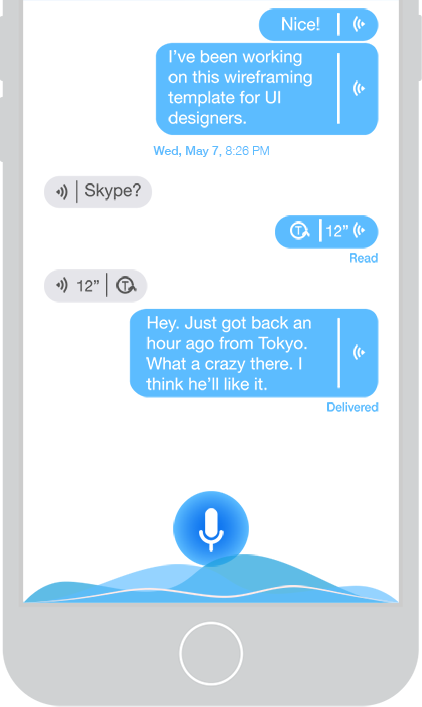 Nice!
I've been working
on this wireframing
template for UI
designers.
Wed, May 7, 8:26 PM
Skype?
T 12”
Read
12” T
Hey. Just got back an
hour ago from Tokyo.
What a crazy there. I
think he'll like it.
Delivered